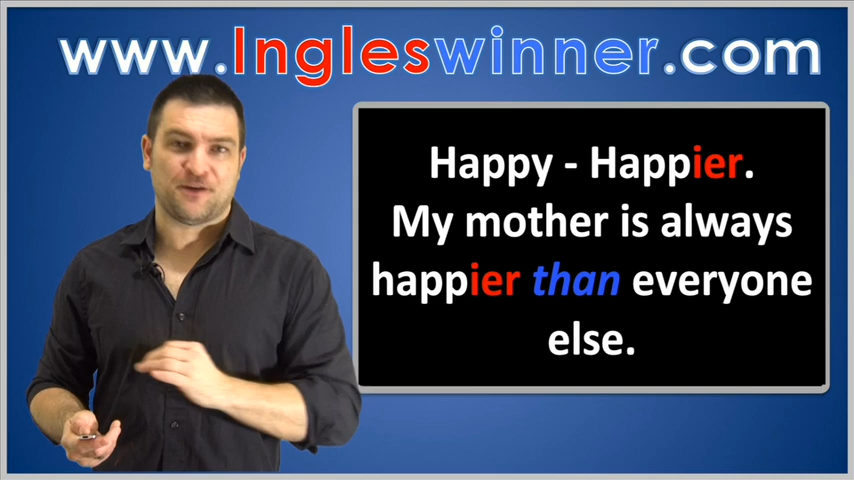 www.Ingleswinner.com
Happy - Happier.
My mother is always
happier than everyone
else.